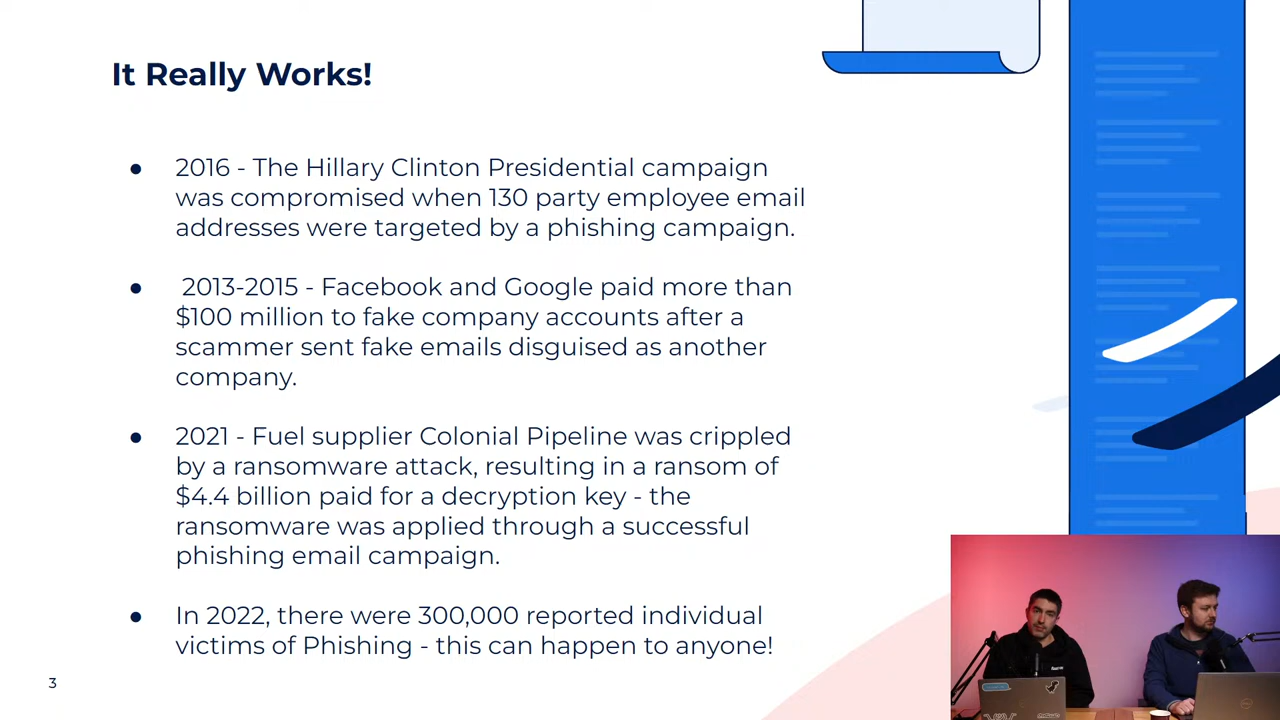 It Really Works!
● 2016 - The Hillary Clinton Presidential campaign
was compromised when 130 party employee email
addresses were targeted by a phishing campaign.
● 2013-2015 - Facebook and Google paid more than
$100 million to fake company accounts after a
scammer sent fake emails disguised as another
company.
● 2021 - Fuel supplier Colonial Pipeline was crippled
by a ransomware attack, resulting in a ransom of
$4.4 billion paid for a decryption key - the
ransomware was applied through a successful
phishing email campaign.
● In 2022, there were 300,000 reported individual
victims of Phishing - this can happen to anyone!
3